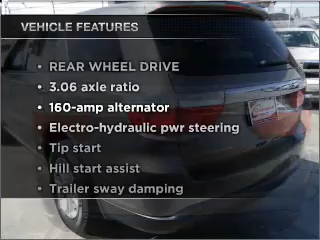 VEHICLE FEATURES
• REAR WHEEL DRIVE
• 3.06 axle ratio
• 160-amp alternator
• Electro-hydraulic pwr steering
• Tip start
• Hill start assist
• Trailer sway damping